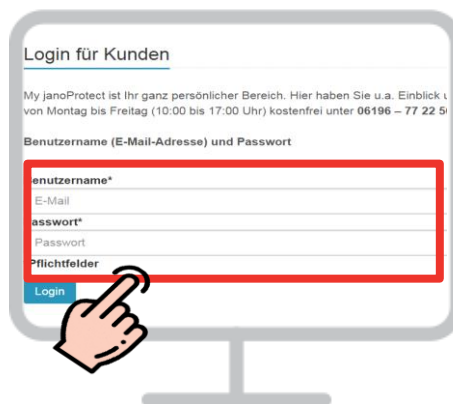 Login für Kunden
My janoProtect ist Ihr ganz persönlicher Bereich. Hier haben Sie u.a. Einblick
von Montag bis Freitag (10:00 bis 17:00 Uhr) kostenfrei unter 06196 – 77 22
Benutzername (E-Mail-Adresse) und Passwort
enutzername*
E-Mail
asswort*
Passwort
Pflichtfelder
Login